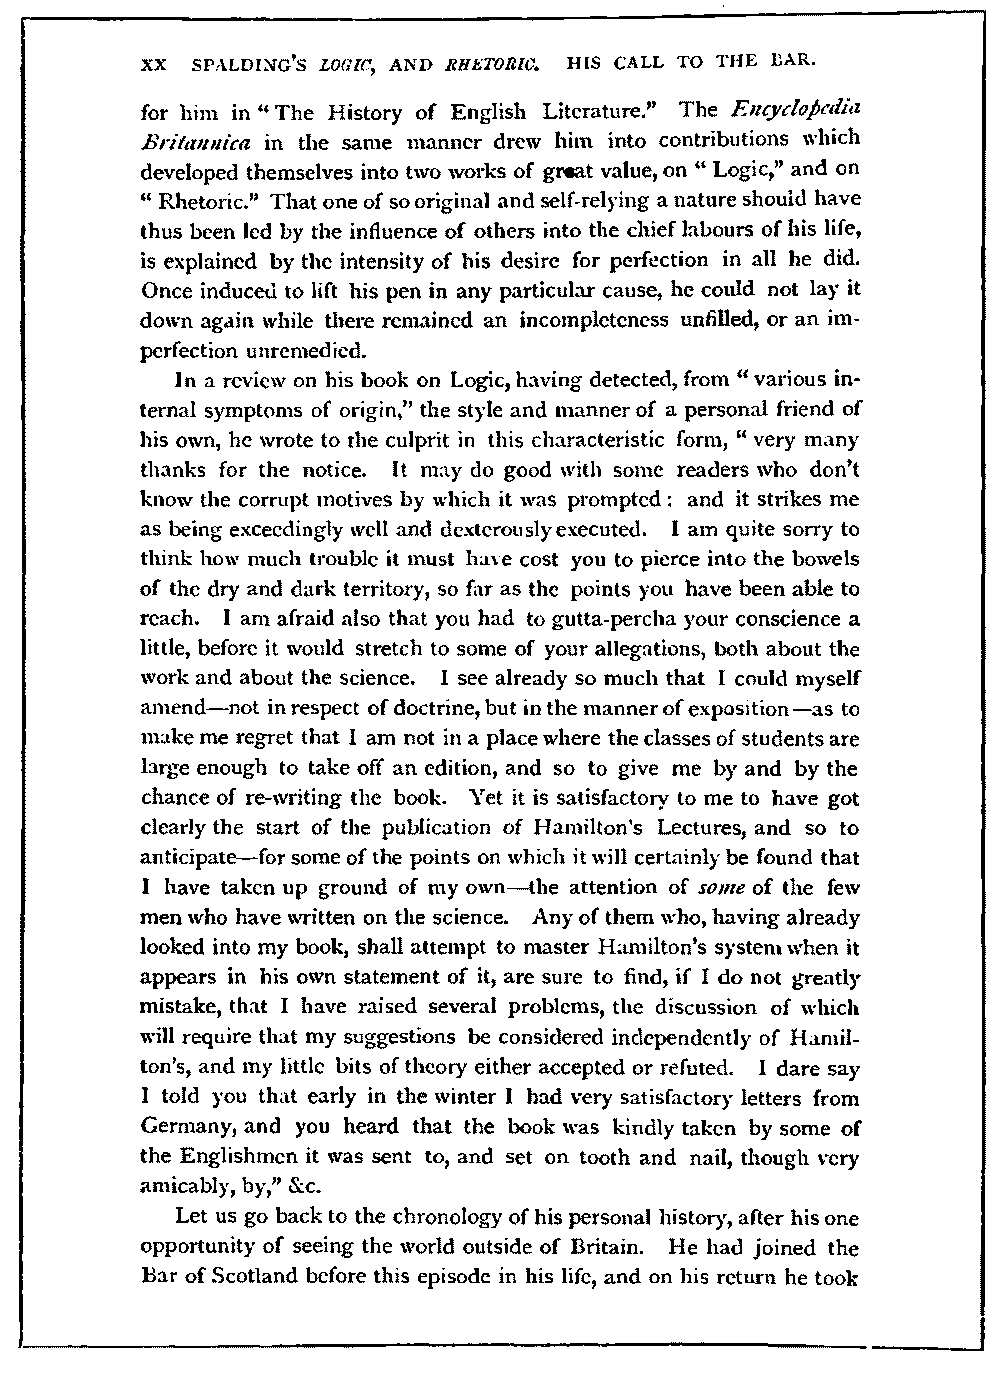 XX SPALDING'S LOGIC, AND RHETORIC. HIS CALL TO THE BAR.
for him in “The History of English Literature.” The Encyclopedia
Britannica in the same manner drew him into contributions which
developed themselves into two works of great value, on “Logic,” and on
“Rhetoric.” That one of so original and self-relying a nature should have
thus been led by the influence of others into the chief labours of his life,
is explained by the intensity of his desire for perfection in all he did.
Once induced to lift his pen in any particular cause, he could not lay it
down again while there remained an incompleteness unfilled, or an im-
perfection unremedied.
In a review on his book on Logic, having detected, from “various in-
ternal symptoms of origin,” the style and manner of a personal friend of
his own, he wrote to the culprit in this characteristic form, “very many
thanks for the notice. It may do good with some readers who don't
know the corrupt motives by which it was prompted: and it strikes me
as being exceedingly well and dexterously executed. I am quite sorry to
think how much trouble it must have cost you to pierce into the bowels
of the dry and dark territory, so far as the points you have been able to
reach. I am afraid also that you had to gutta-percha your conscience a
little, before it would stretch to some of your allegations, both about the
work and about the science. I see already so much that I could myself
amend—not in respect of doctrine, but in the manner of exposition—as to
make me regret that I am not in a place where the classes of students are
large enough to take off an edition, and so to give me by and by the
chance of re-writing the book. Yet it is satisfactory to me to have got
clearly the start of the publication of Hamilton's Lectures, and so to
anticipate—for some of the points on which it will certainly be found that
I have taken up ground of my own—the attention of some of the few
men who have written on the science. Any of them who, having already
looked into my book, shall attempt to master Hamilton's system when it
appears in his own statement of it, are sure to find, if I do not greatly
mistake, that I have raised several problems, the discussion of which
will require that my suggestions be considered independently of Hamil-
ton's, and my little bits of theory either accepted or refuted. I dare say
I told you that early in the winter I had very satisfactory letters from
Germany, and you heard that the book was kindly taken by some of
the Englishmen it was sent to, and set on tooth and nail, though very
amicably, by,” &c.
Let us go back to the chronology of his personal history, after his one
opportunity of seeing the world outside of Britain. He had joined the
Bar of Scotland before this episode in his life, and on his return he took